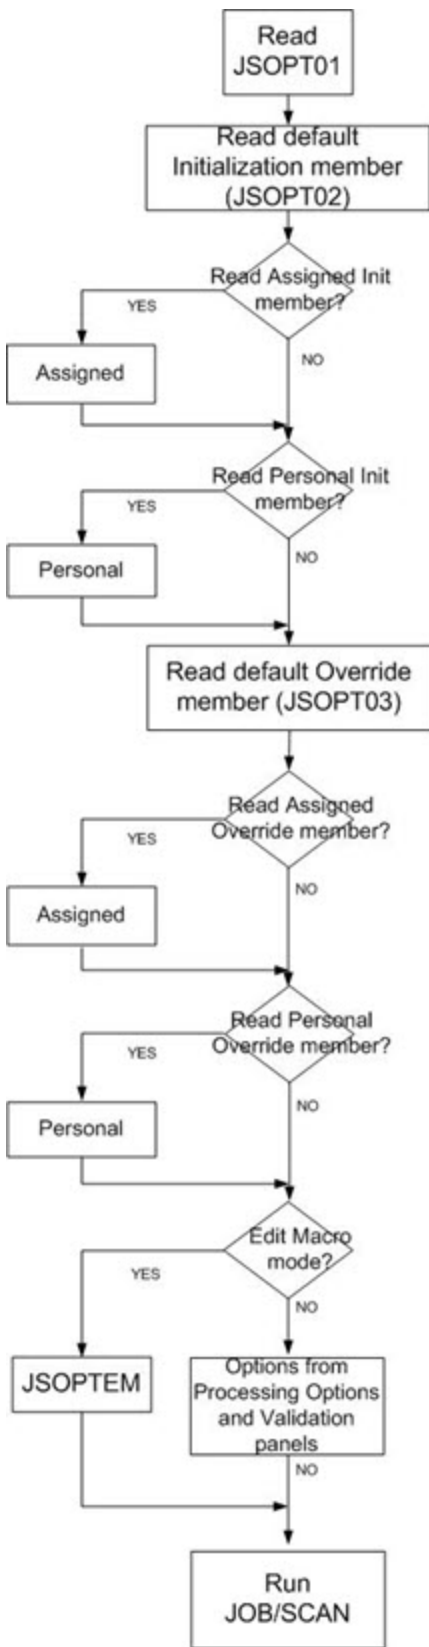 Read
JSOPT01
Read default
Initialization member
(JSOPT02)
Read Assigned Init
member?
YES
NO
Assigned
Read Personal Init
member?
YES
NO
Personal
Read default Override
member (JSOPT03)
Read Assigned
Override member?
YES
NO
Assigned
Read Personal
Override member?
YES
NO
Personal
Edit Macro
mode?
YES
NO
JSOPTEM
Options from
Processing Options
and Validation
panels
NO
Run
JOB/SCAN